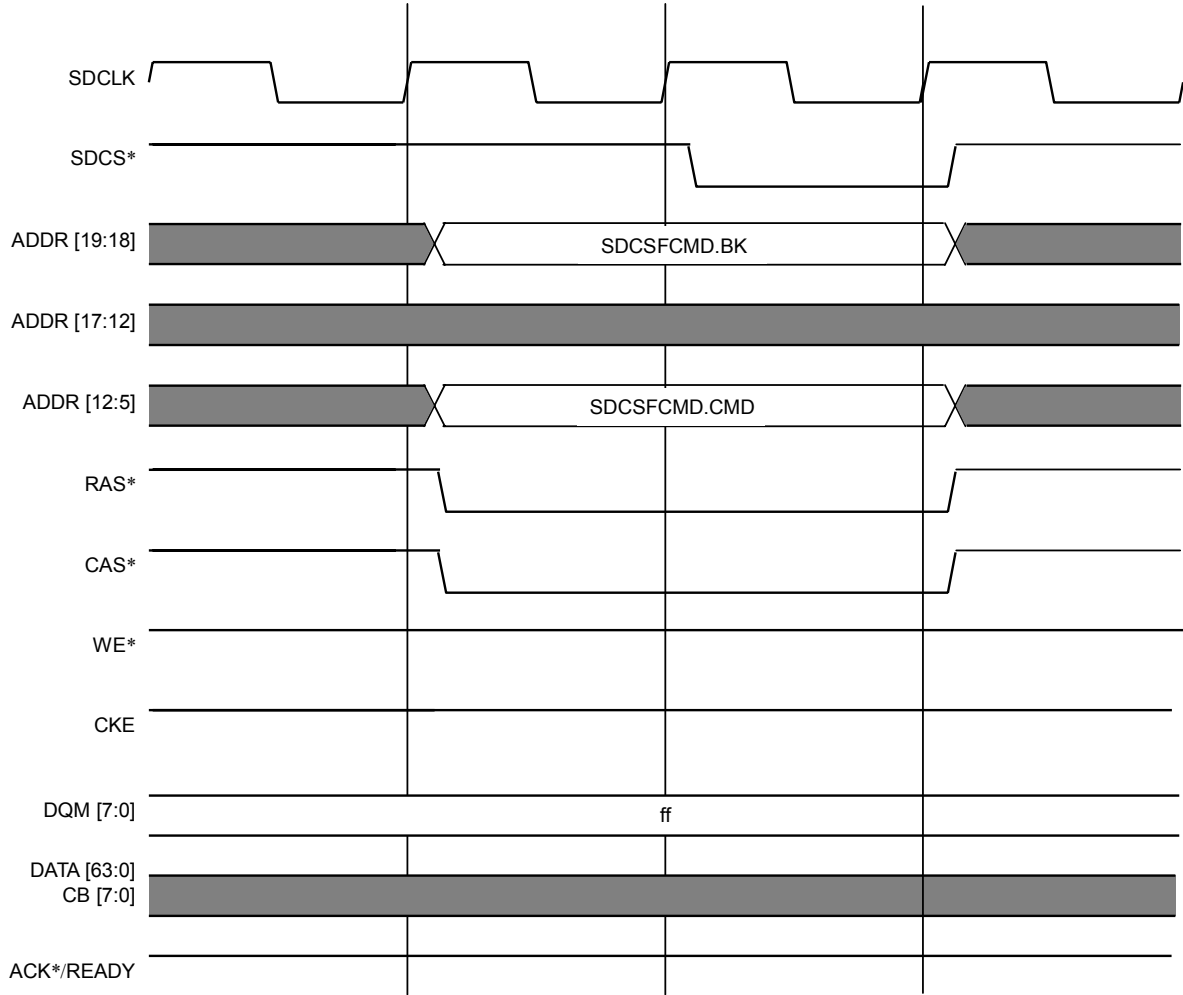 SDCLK
SDCS*
ADDR [19:18]
SDCSFCMD.BK
ADDR [17:12]
ADDR [12:5]
SDCSFCMD.CMD
RAS*
CAS*
WE*
CKE
DQM [7:0]
ff
DATA [63:0]
CB [7:0]
ACK*/READY